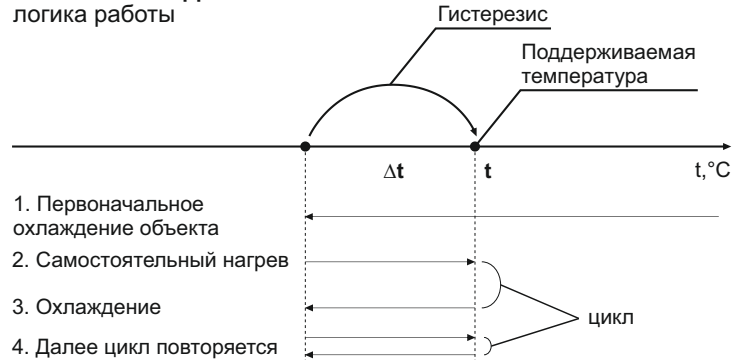 логика работы
Гистерезис
Поддерживаемая
температура
Δt
t
t,°C
1. Первоначальное
охлаждение объекта
2. Самостоятельный нагрев
3. Охлаждение
цикл
4. Далее цикл повторяется